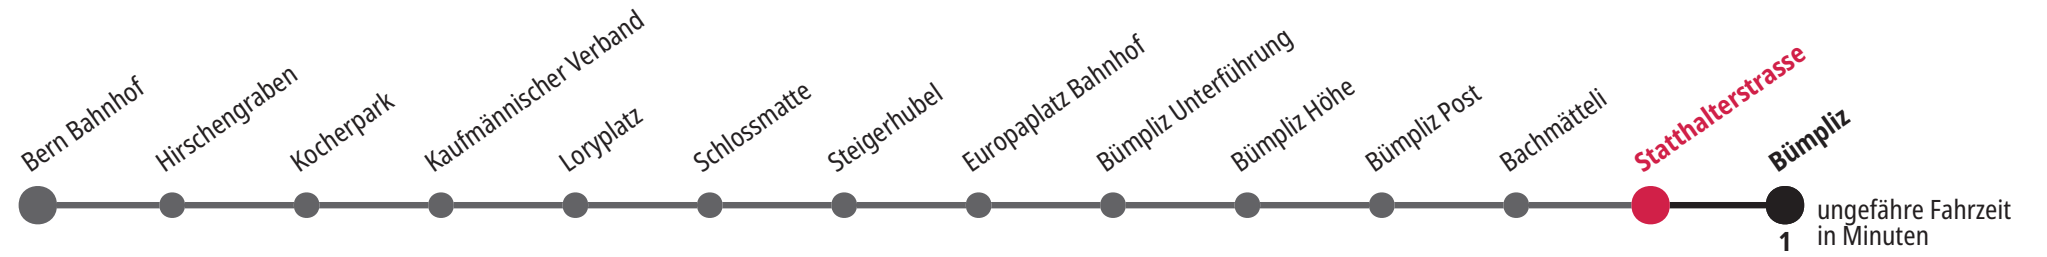 Bern Bahnhof
Hirschengraben
Kocherpark
Kaufmännischer Verband
Loryplatz
Schlossmatte
Steigerhubel
Europaplatz Bahnhof
Bümpliz Unterführung
Bümpliz Höhe
Bümpliz Post
Bachmätteli
Statthalterstrasse
Bümpliz
1
ungefähre Fahrzeit
in Minuten